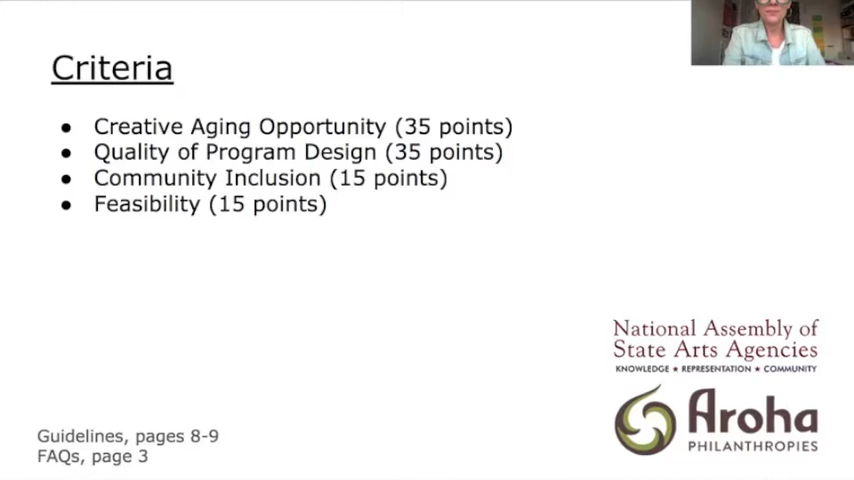 Criteria
● Creative Aging Opportunity (35 points)
● Quality of Program Design (35 points)
● Community Inclusion (15 points)
● Feasibility (15 points)
National Assembly of
State Arts Agencies
KNOWLEDGE ★ REPRESENTATION ★ COMMUNITY
Aroha
PHILANTHROPIES
Guidelines, pages 8-9
FAQs, page 3